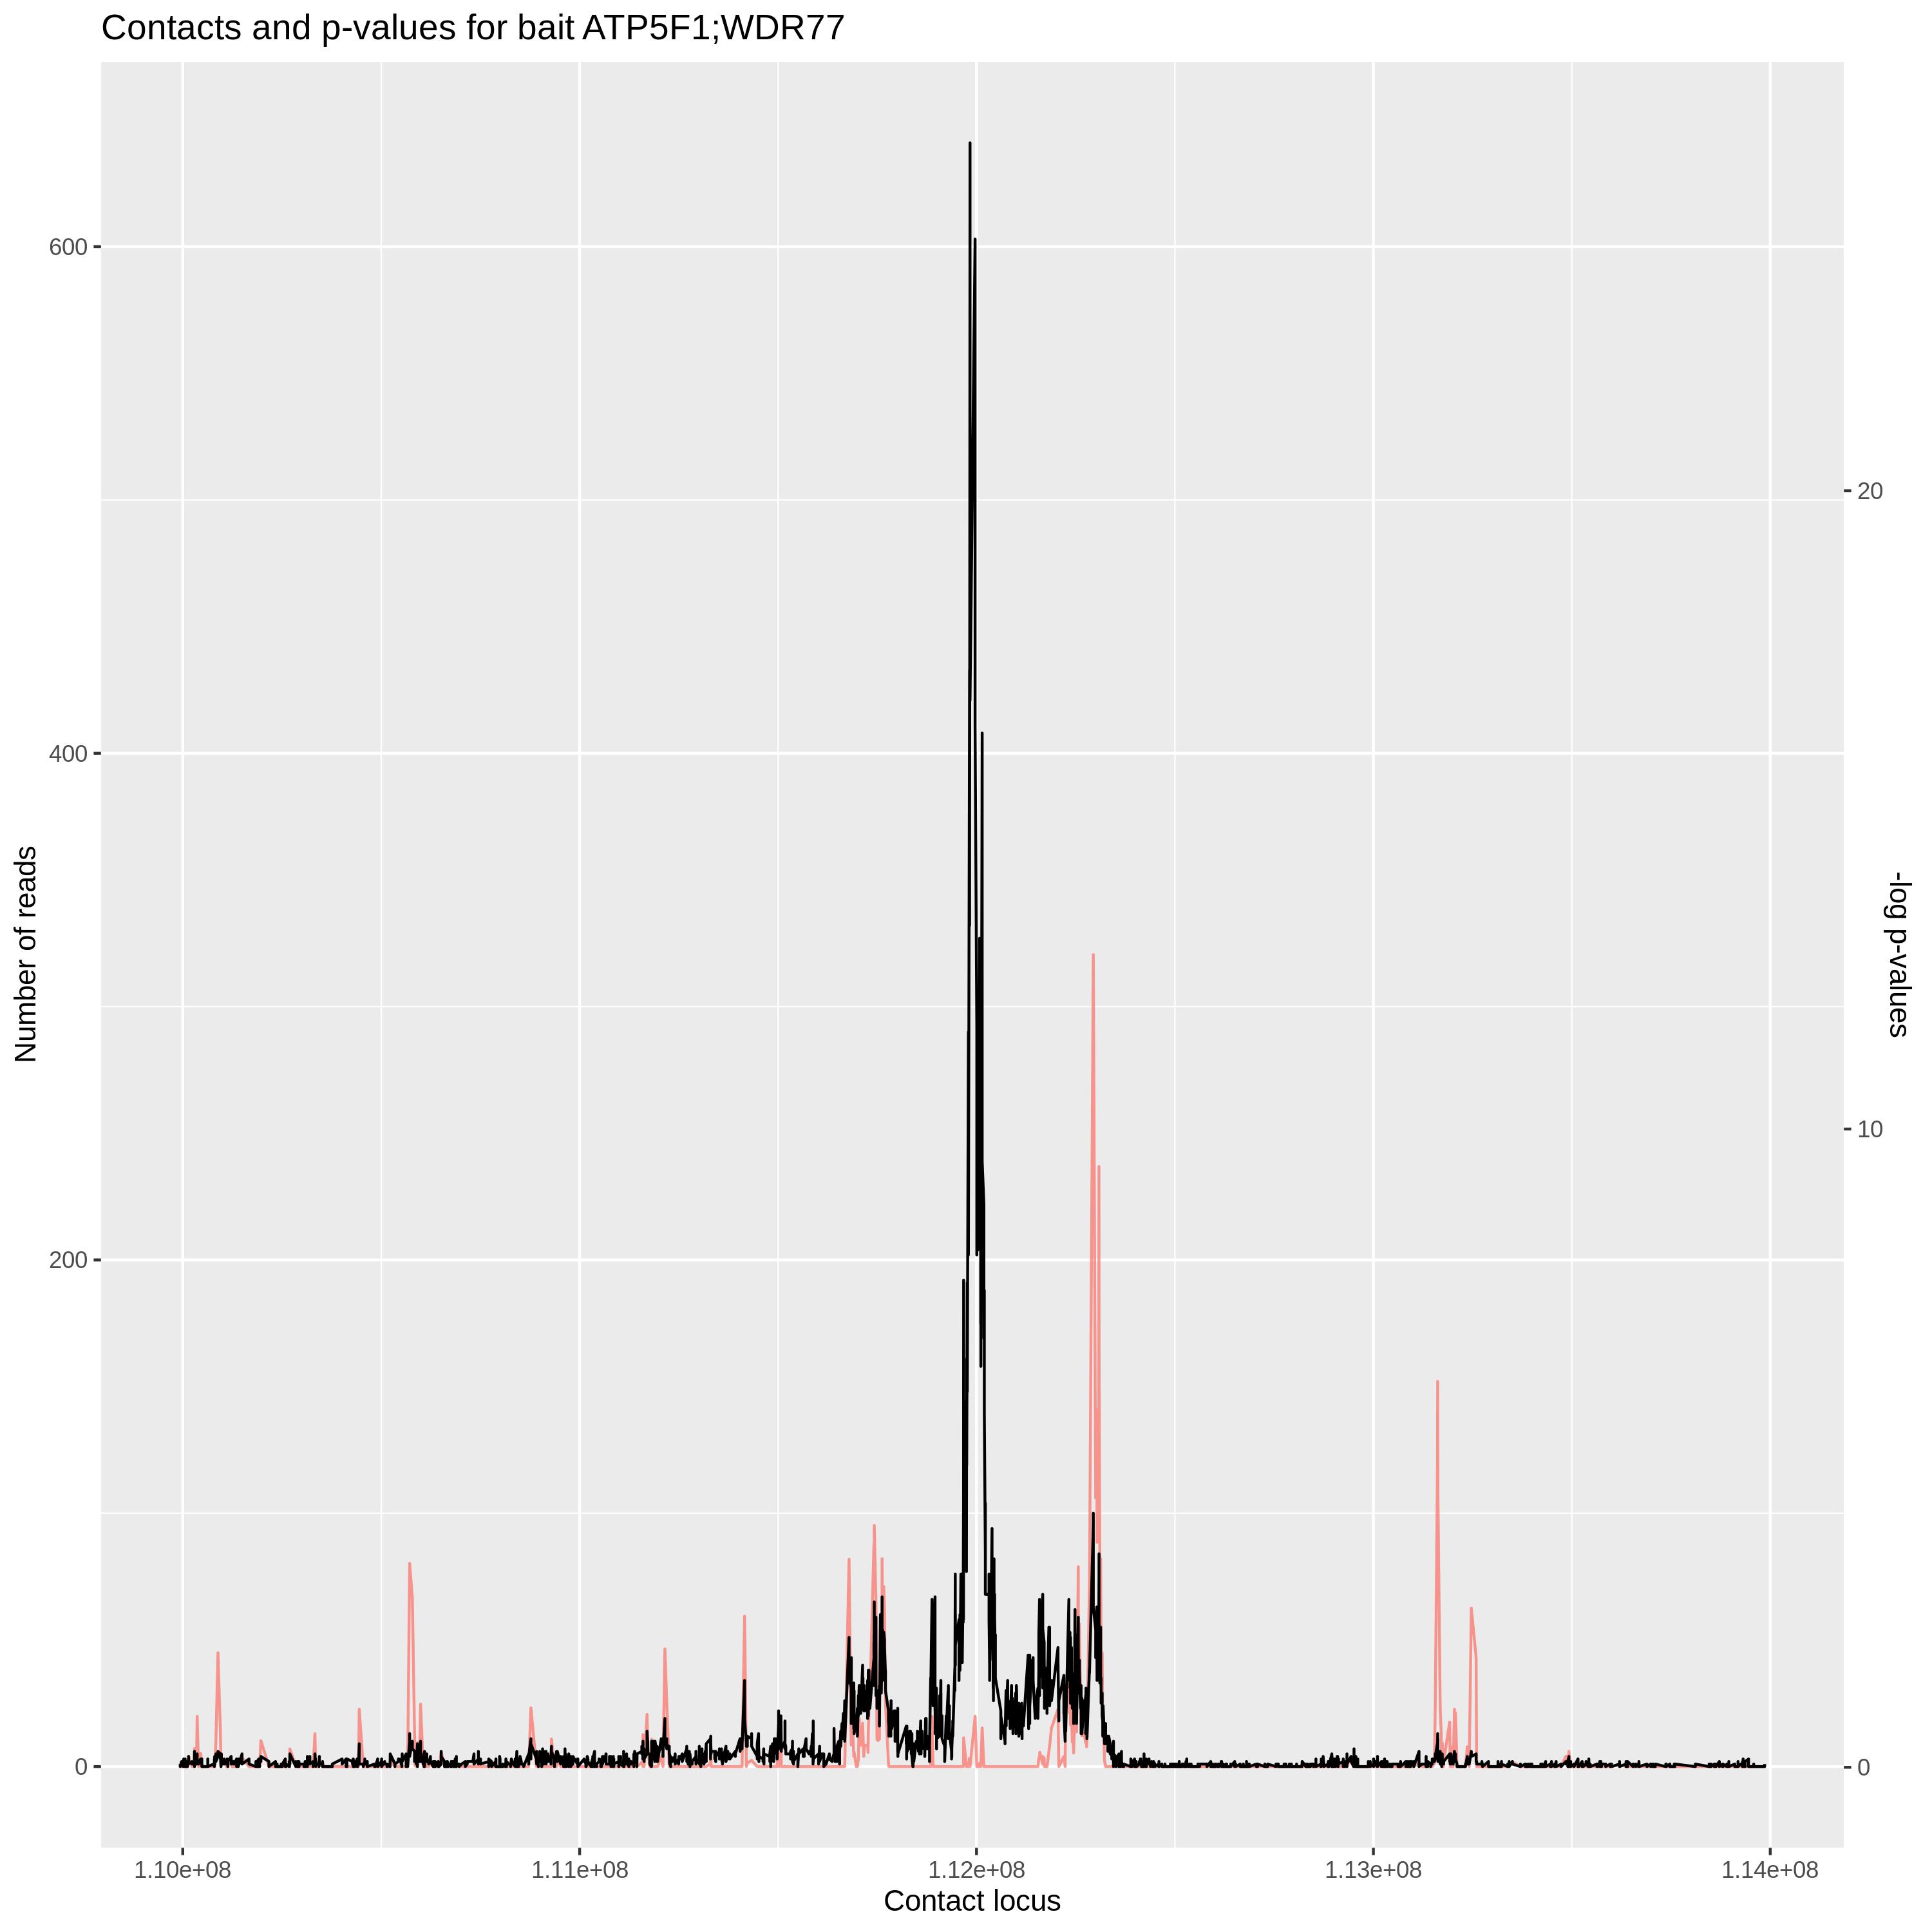 Contacts and p-values for bait ATP5F1;WDR77
600
400
200
0
Number of reads
20
10
0
-log p-values
1.10e+08
1.11e+08
1.12e+08
1.13e+08
1.14e+08
Contact locus